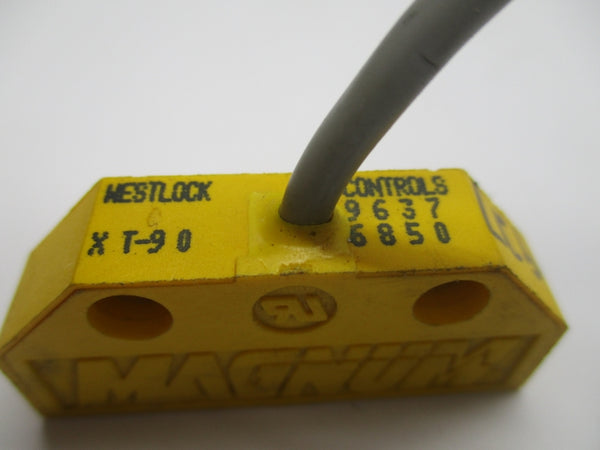 WESTLOCK CONTROLS
XT-90 9637
6850
MAGNUM